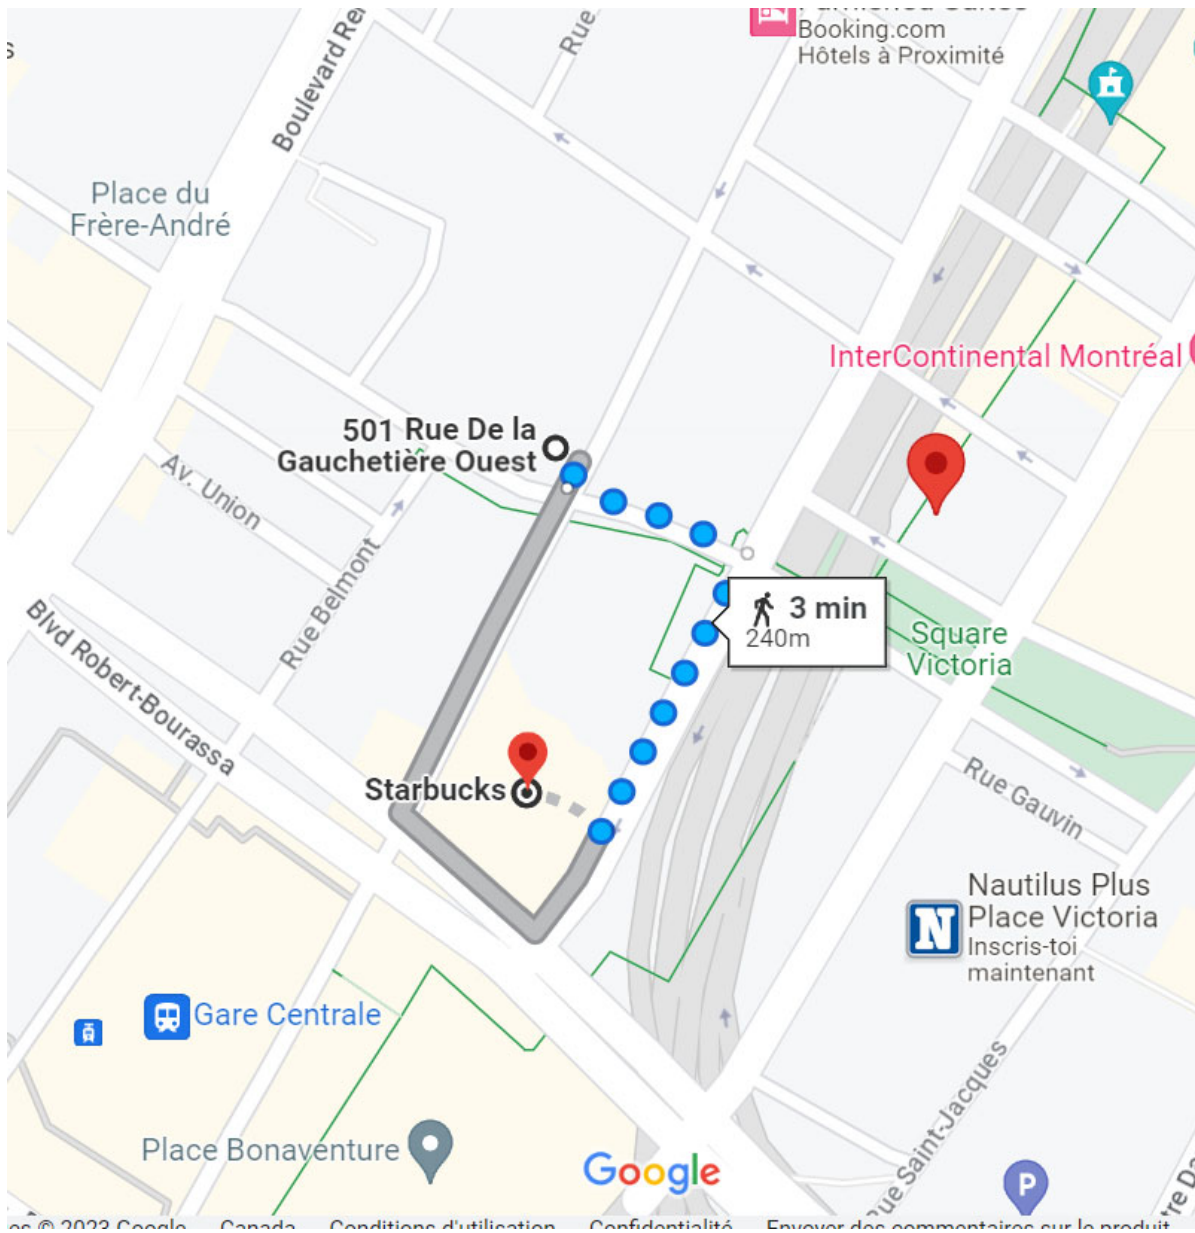 Booking.com
Hôtels à Proximité
Boulevard
Rue
Place du
Frère-André
InterContinental Montréal
501 Rue De la
Gauchetière Ouest
Av. Union
Rue Belmont
3 min
240m
Square
Victoria
Blvd Robert-Bourassa
Starbucks
Rue Gauvin
Nautilus Plus
Place Victoria
Inscris-toi
maintenant
N
Gare Centrale
Rue Saint-Jacques
Place Bonaventure
Google
P
© 2023 Google Canada Conditions d'utilisation Confidentialité Envoyer des commentaires sur le produit